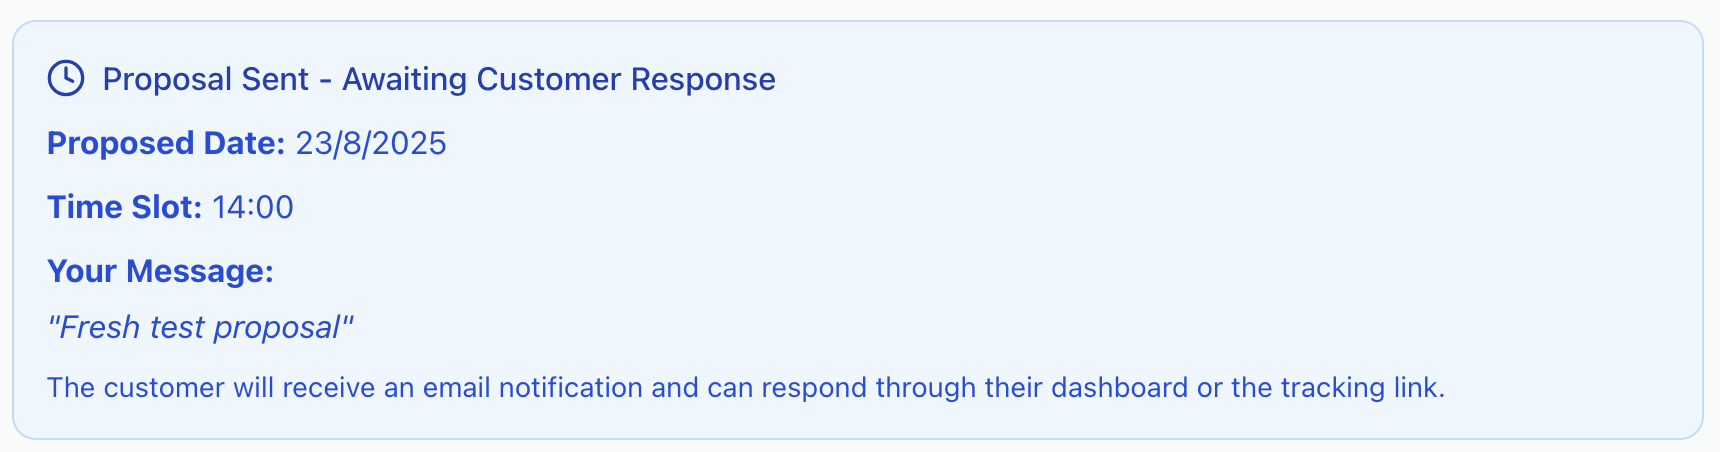 Proposal Sent - Awaiting Customer Response
Proposed Date: 23/8/2025
Time Slot: 14:00
Your Message:
"Fresh test proposal"
The customer will receive an email notification and can respond through their dashboard or the tracking link.